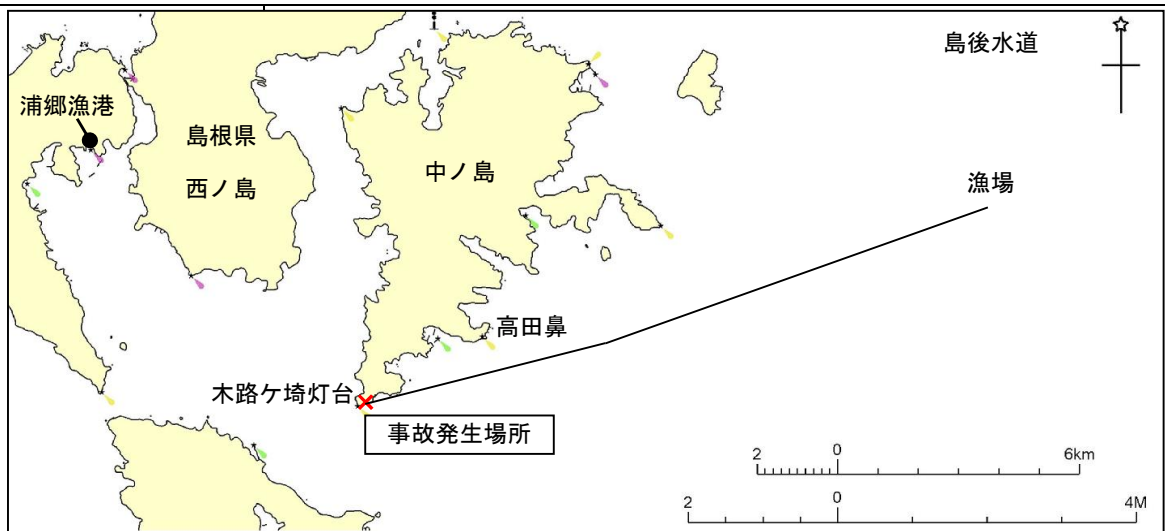 島後水道
浦郷漁港
島根県
西ノ島
中ノ島
漁場
高田鼻
木路ケ埼灯台
事故発生場所
2 0 6km
2 0 4M